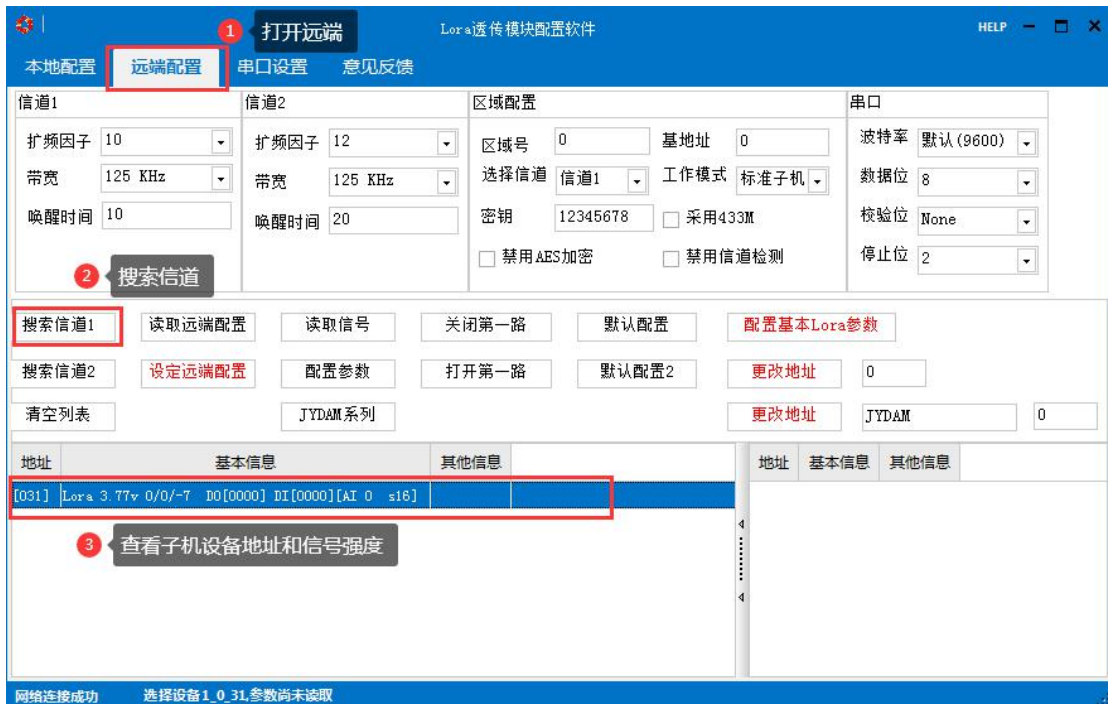 1 打开远端
Lora透传模块配置软件
HELP
本地配置 远端配置 串口设置 意见反馈
信道1 信道2 区域配置 串口
扩频因子 10 扩频因子 12 区域号 0 基地址 0 波特率 默认(9600)
带宽 125 KHz 带宽 125 KHz 选择信道 信道1 工作模式 标准子机 数据位 8
唤醒时间 10 唤醒时间 20 密钥 12345678 采用433M 校验位 None
禁用AES加密 禁用信道检测 停止位 2
2 搜索信道
搜索信道1 读取远端配置 读取信号 关闭第一路 默认配置 配置基本Lora参数
搜索信道2 设定远端配置 配置参数 打开第一路 默认配置2 更改地址 0
清空列表 JYDAM系列 更改地址 JYDAM 0
地址 基本信息 其他信息 地址 基本信息 其他信息
[031] Lora 3.77v 0/0/-7 DO[0000] DI[0000][AI 0 s16]
3 查看子机设备地址和信号强度
网络连接成功 选择设备1_0_31,参数尚未读取